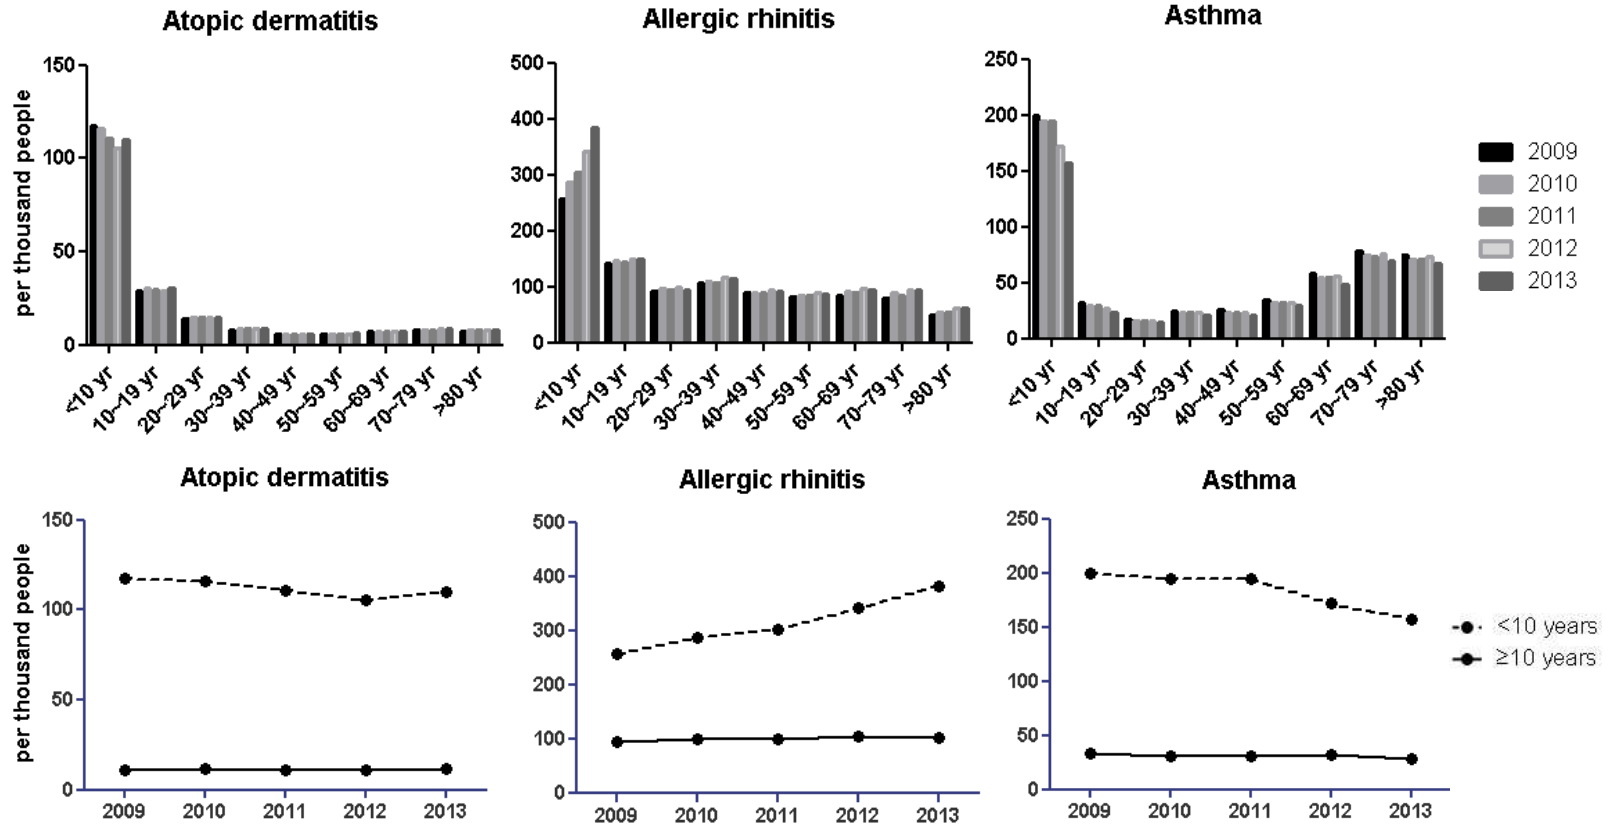 Atopic dermatitis
Allergic rhinitis
Asthma
per thousand people
150
100
50
0
<10 yr
10~19 yr
20~29 yr
30~39 yr
40~49 yr
50~59 yr
60~69 yr
70~79 yr
>80 yr
500
400
300
200
100
0
<10 yr
10~19 yr
20~29 yr
30~39 yr
40~49 yr
50~59 yr
60~69 yr
70~79 yr
>80 yr
250
200
150
100
50
0
<10 yr
10~19 yr
20~29 yr
30~39 yr
40~49 yr
50~59 yr
60~69 yr
70~79 yr
>80 yr
2009
2010
2011
2012
2013
Atopic dermatitis
Allergic rhinitis
Asthma
per thousand people
150
100
50
0
2009 2010 2011 2012 2013
500
400
300
200
100
0
2009 2010 2011 2012 2013
250
200
150
100
50
0
2009 2010 2011 2012 2013
<10 years
≥10 years